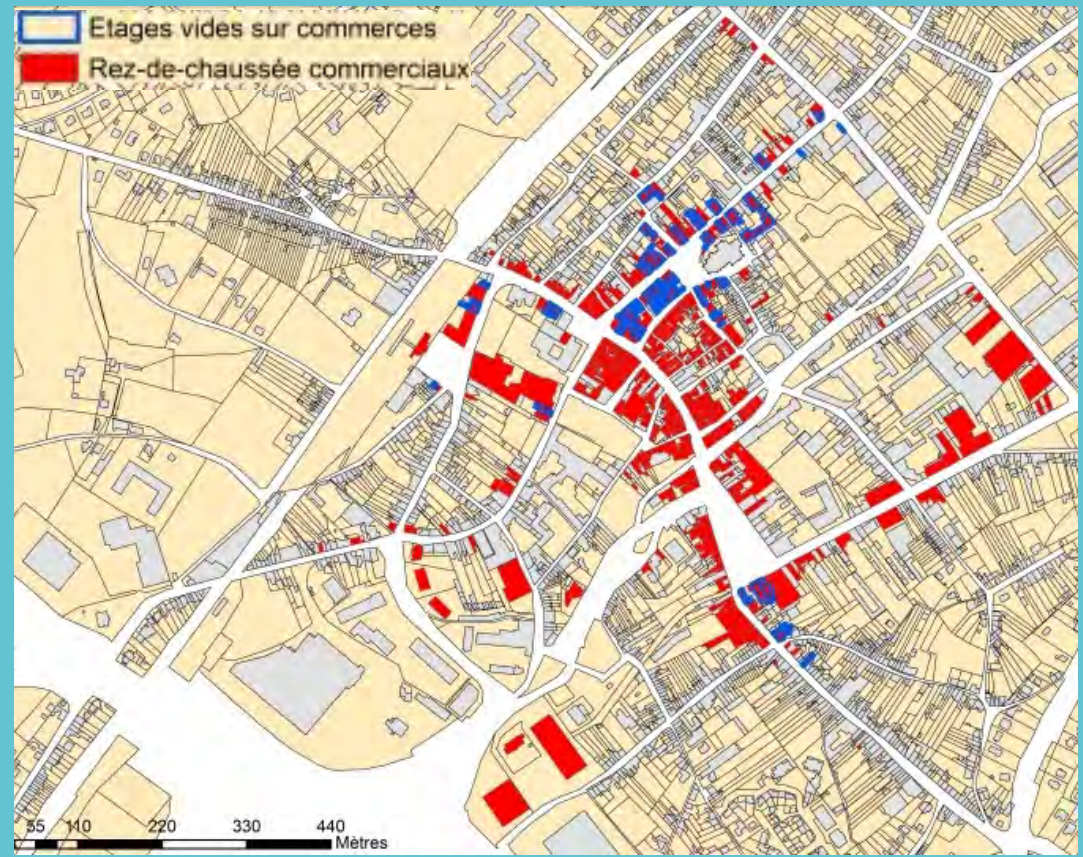 Etages vides sur commerces
Rez-de-chaussée commerciaux
55 110 220 330 440
Mètres